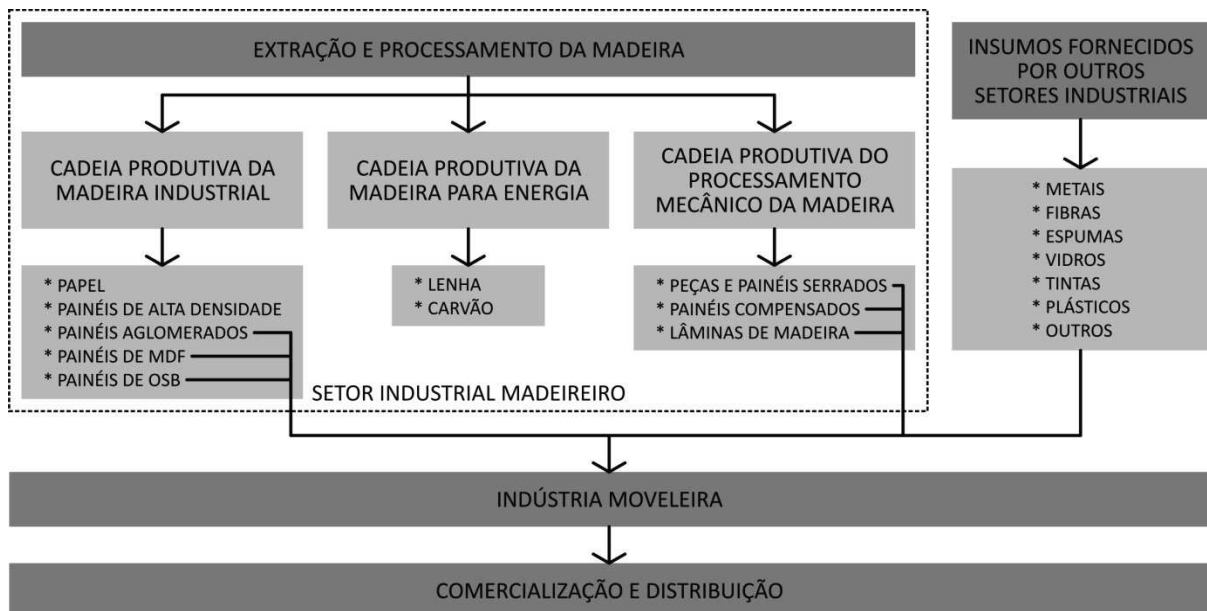 EXTRAÇÃO E PROCESSAMENTO DA MADEIRA
CADEIA PRODUTIVA DA
MADEIRA INDUSTRIAL
* PAPEL
* PAINÉIS DE ALTA DENSIDADE
* PAINÉIS AGLOMERADOS
* PAINÉIS DE MDF
* PAINÉIS DE OSB
CADEIA PRODUTIVA DA
MADEIRA PARA ENERGIA
* LENHA
* CARVÃO
CADEIA PRODUTIVA DO
PROCESSAMENTO
MECÂNICO DA MADEIRA
* PEÇAS E PAINÉIS SERRADOS
* PAINÉIS COMPENSADOS
* LÂMINAS DE MADEIRA
SETOR INDUSTRIAL MADEIREIRO
INSUMOS FORNECIDOS
POR OUTROS
SETORES INDUSTRIAIS
* METAIS
* FIBRAS
* ESPUMAS
* VIDROS
* TINTAS
* PLÁSTICOS
* OUTROS
INDÚSTRIA MOVELEIRA
COMERCIALIZAÇÃO E DISTRIBUIÇÃO